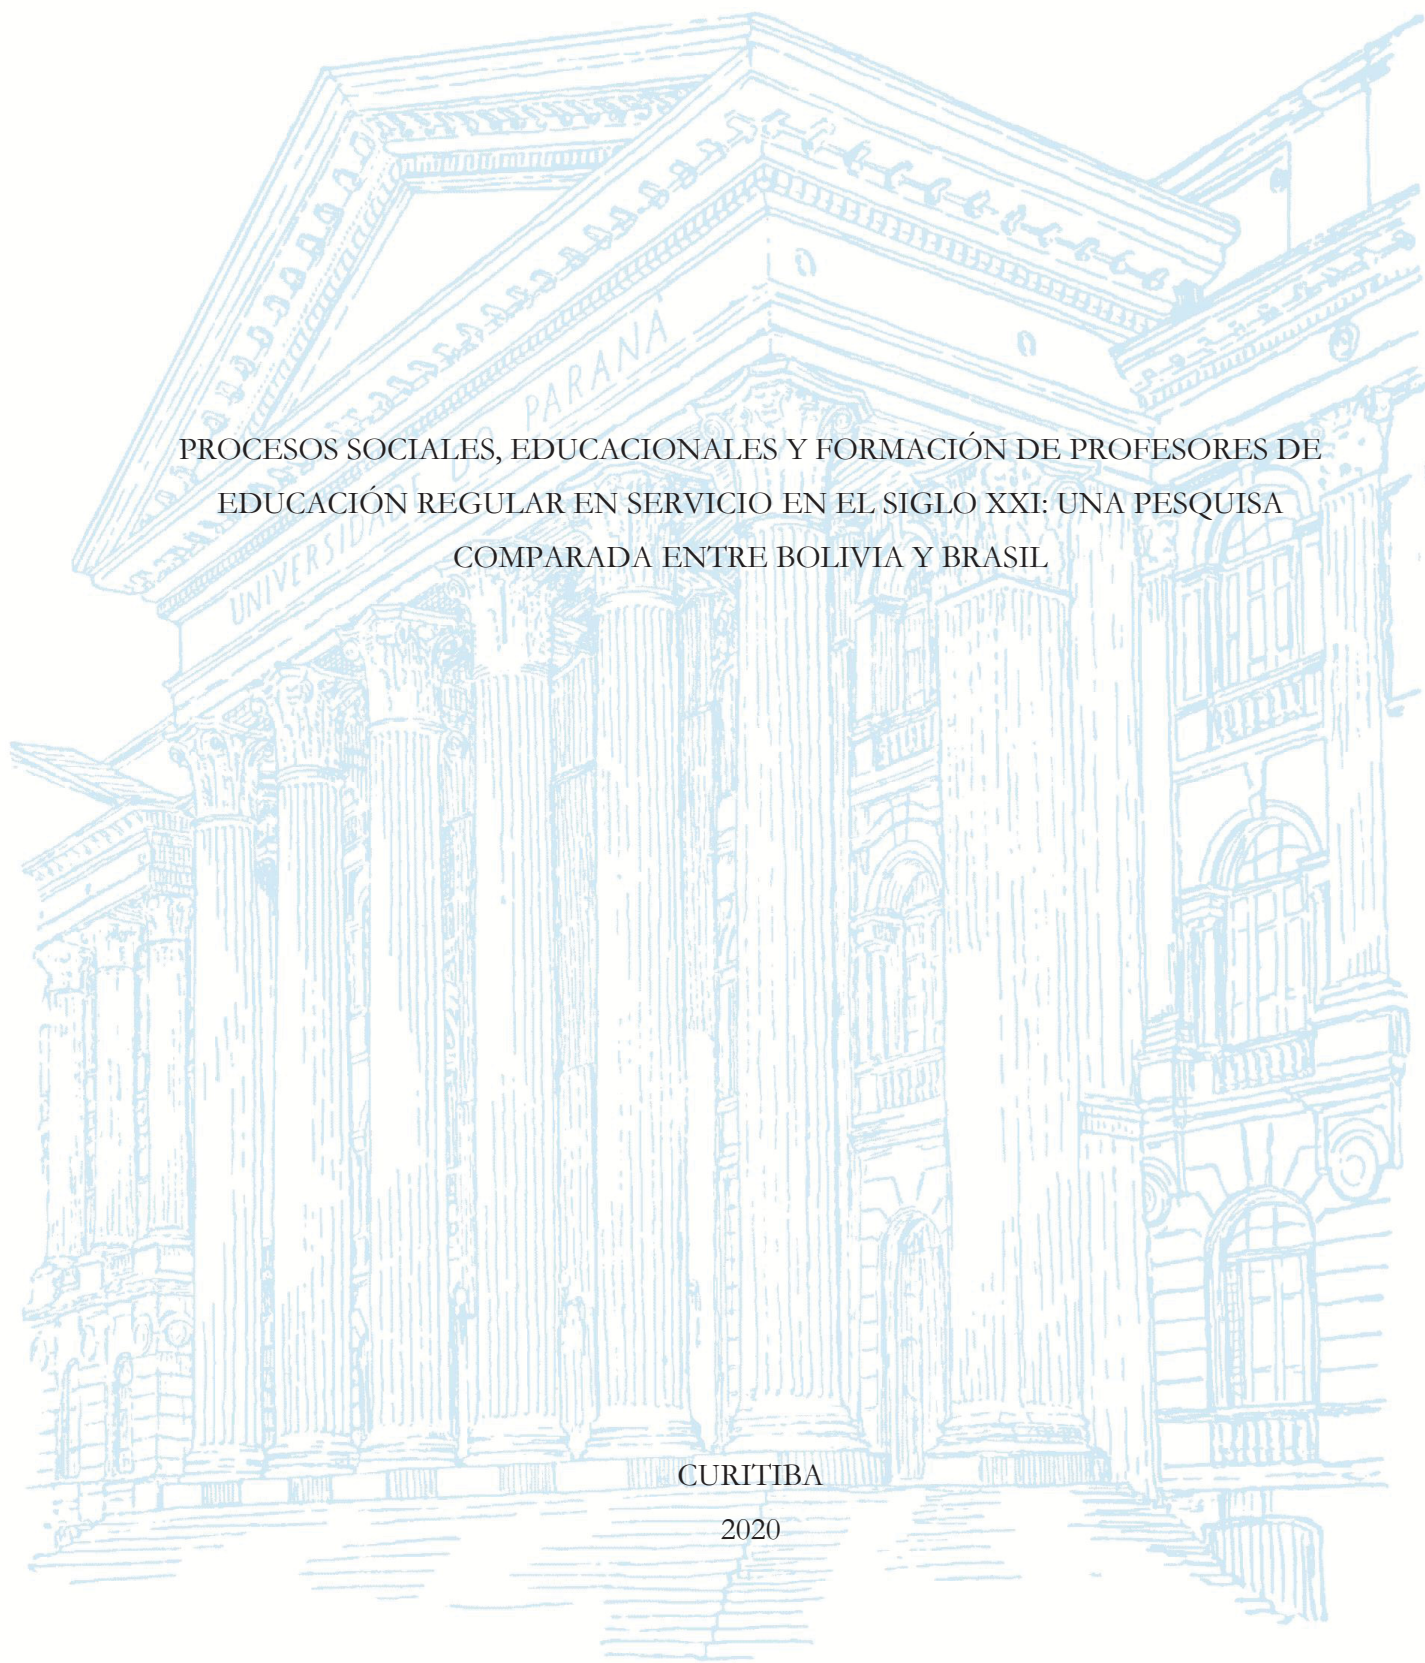 UNIVERSIDADE DO PARANÁ
PROCESOS SOCIALES, EDUCACIONALES Y FORMACIÓN DE PROFESORES DE
EDUCACIÓN REGULAR EN SERVICIO EN EL SIGLO XXI: UNA PESQUISA
COMPARADA ENTRE BOLIVIA Y BRASIL
CURITIBA
2020